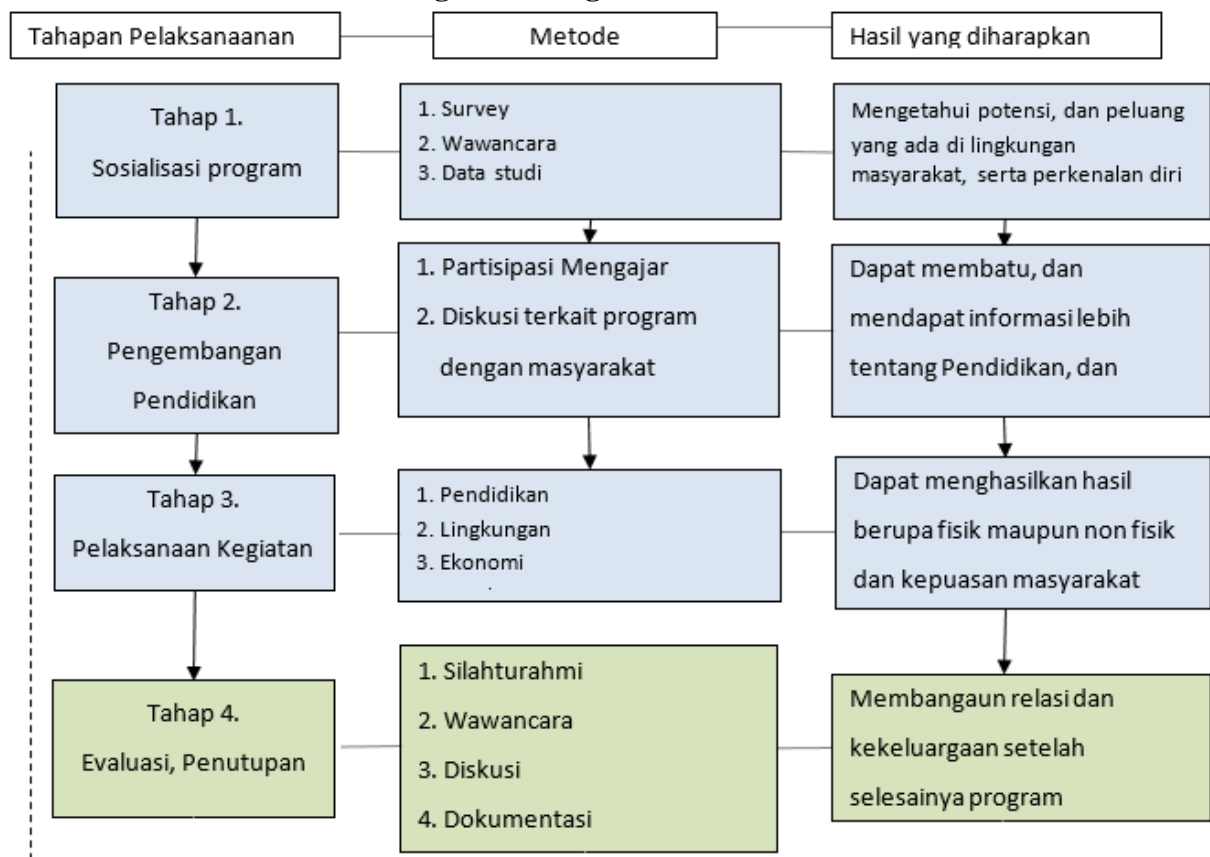 Tahapan Pelaksanaanan
Metode
Hasil yang diharapkan
Tahap 1.
Sosialisasi program
1. Survey
2. Wawancara
3. Data studi
Mengetahui potensi, dan peluang
yang ada di lingkungan
masyarakat, serta perkenalan diri
Tahap 2.
Pengembangan
Pendidikan
1. Partisipasi Mengajar
2. Diskusi terkait program
dengan masyarakat
Dapat membatu, dan
mendapat informasi lebih
tentang Pendidikan, dan
Tahap 3.
Pelaksanaan Kegiatan
1. Pendidikan
2. Lingkungan
3. Ekonomi
Dapat menghasilkan hasil
berupa fisik maupun non fisik
dan kepuasan masyarakat
Tahap 4.
Evaluasi, Penutupan
1. Silahturahmi
2. Wawancara
3. Diskusi
4. Dokumentasi
Membangaun relasi dan
kekeluargaan setelah
selesainya program